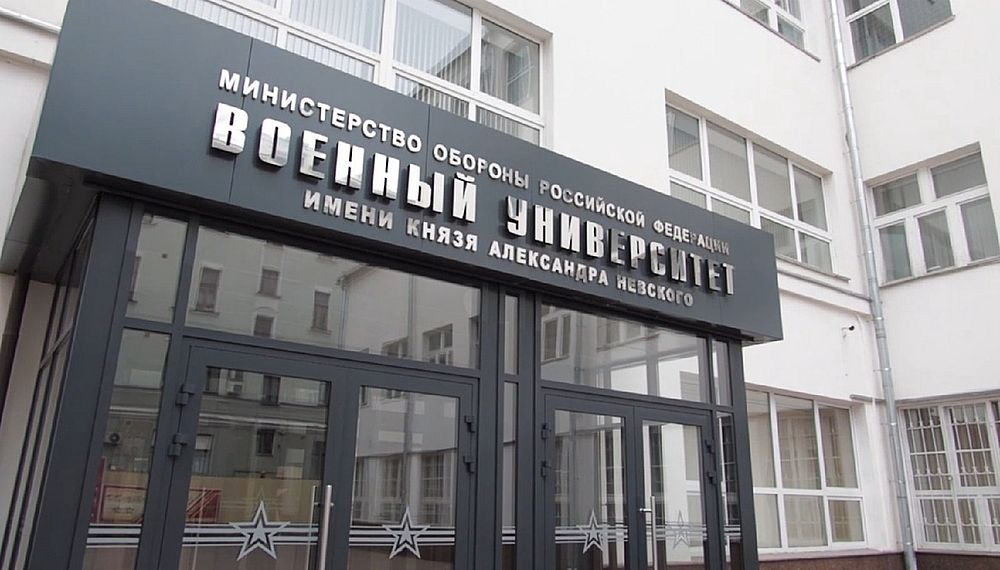 МИНИСТЕРСТВО ОБОРОНЫ РОССИЙСКОЙ ФЕДЕРАЦИИ
ВОЕННЫЙ УНИВЕРСИТЕТ
ИМЕНИ КНЯЗЯ АЛЕКСАНДРА НЕВСКОГО